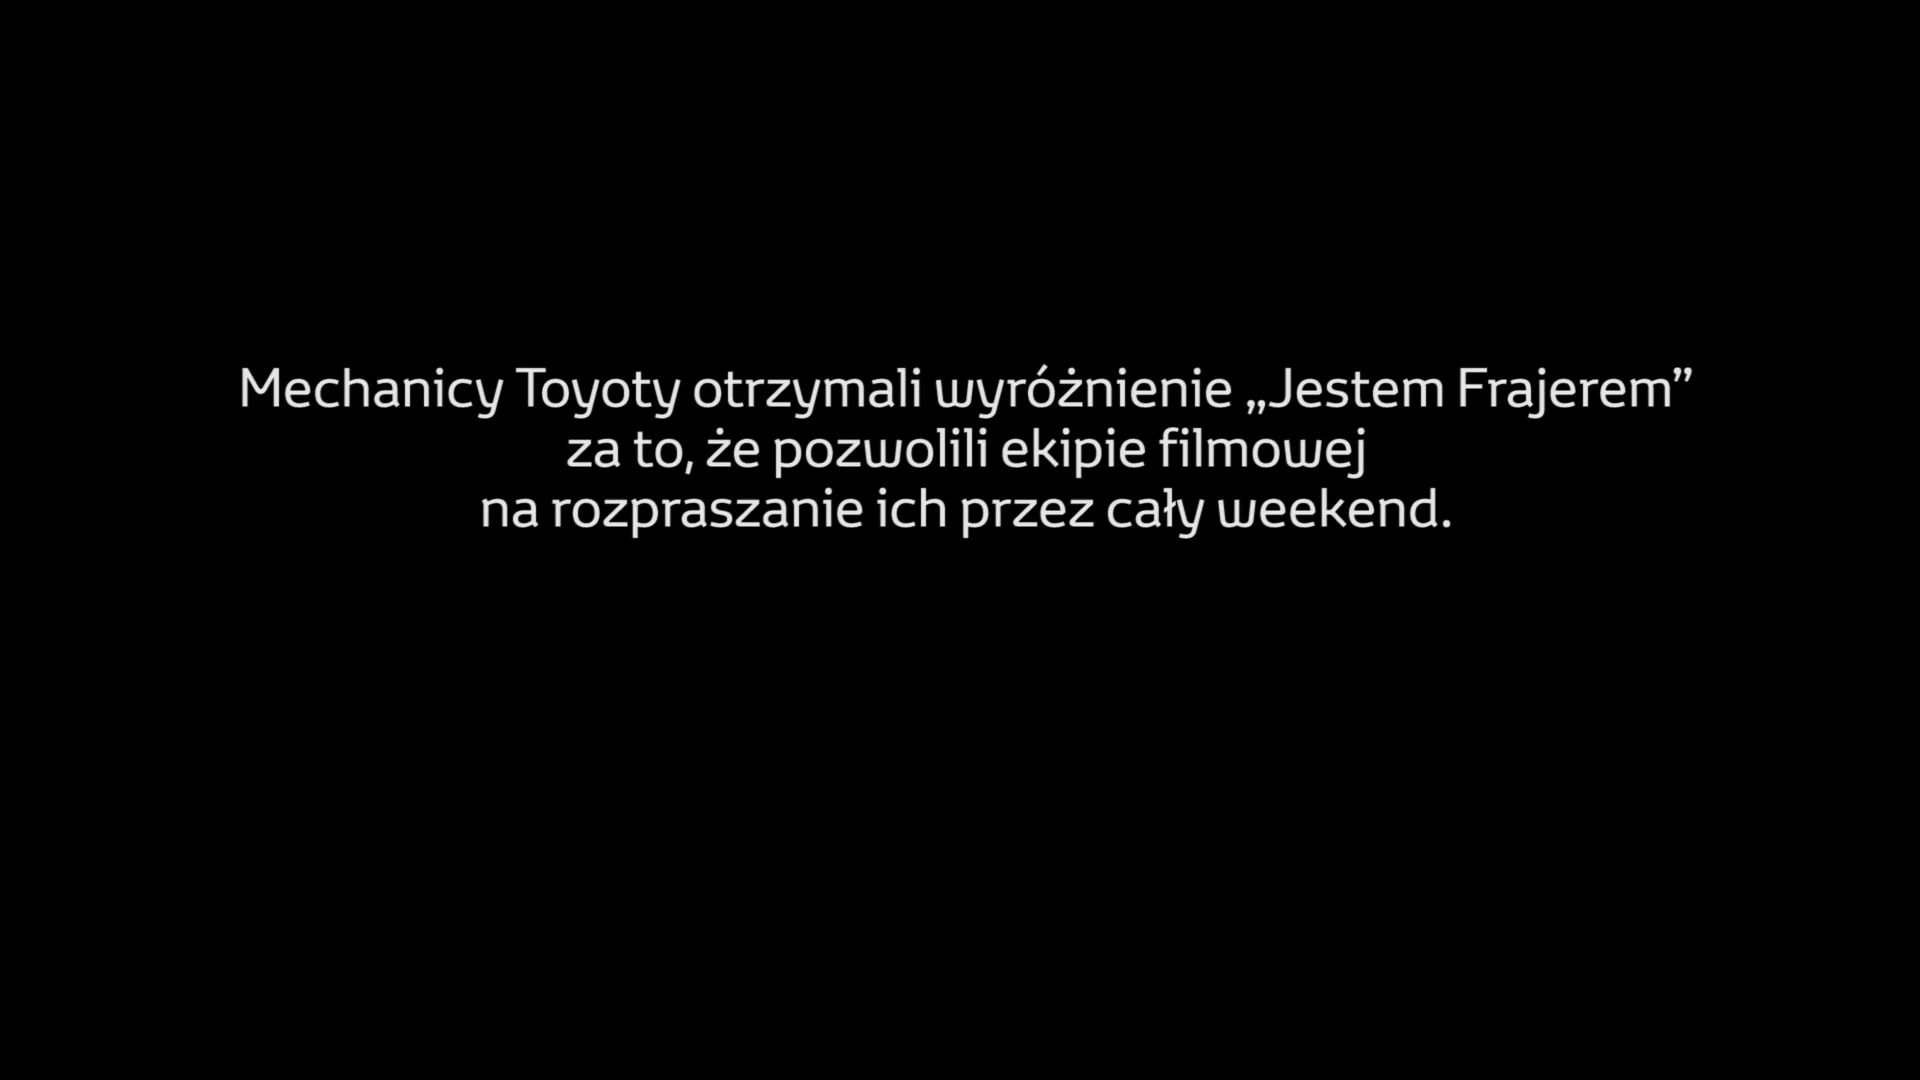 Mechanicy Toyoty otrzymali wyróżnienie „Jestem Frajerem”
za to, że pozwolili ekipie filmowej
na rozpraszanie ich przez cały weekend.